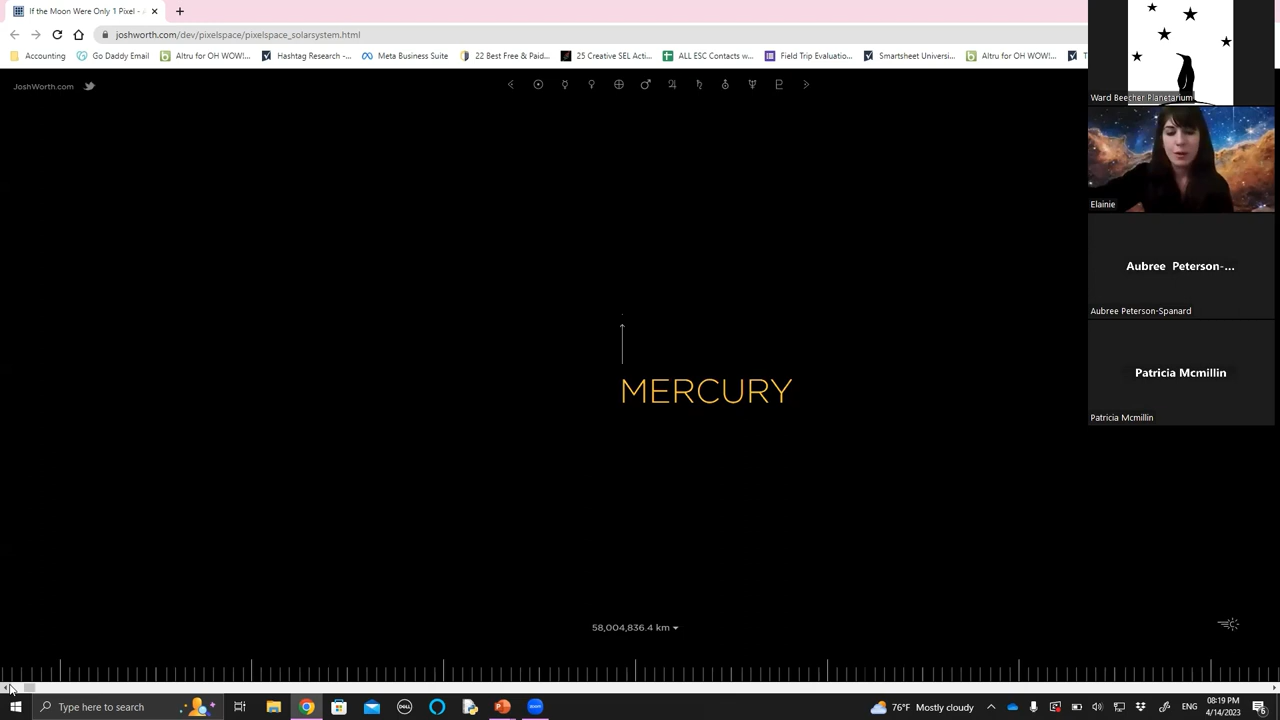 If the Moon Were Only 1 Pixel - 
joshworth.com/dev/pixelspace/pixelspace_solarsystem.html
Accounting
Go Daddy Email
Altru for OH WOW!...
Hashtag Research -...
Meta Business Suite
22 Best Free & Paid...
25 Creative SEL Acti...
ALL ESC Contacts w...
Field Trip Evaluatio...
Smartsheet Universi...
Altru for OH WOW!...
JoshWorth.com
Ward Beecher Planetarium
Elainie
Aubree Peterson-...
Aubree Peterson-Spanard
Patricia Mcmillin
Patricia Mcmillin
MERCURY
58,004,836.4 km
Type here to search
DELL
zoom
76°F Mostly cloudy
ENG
08:19 PM
4/14/2023
6